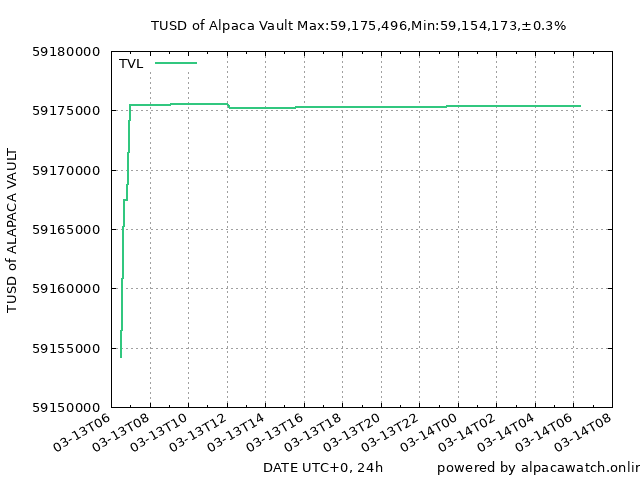 TUSD of Alpaca Vault Max:59,175,496,Min:59,154,173,±0.3%
TVL
59180000
59175000
59170000
59165000
59160000
59155000
59150000
TUSD of ALAPACA VAULT
03-13T06
03-13T08
03-13T10
03-13T12
03-13T14
03-13T16
03-13T18
03-13T20
03-13T22
03-14T00
03-14T02
03-14T04
03-14T06
03-14T08
DATE UTC+0, 24h
powered by alpacawatch.onlin